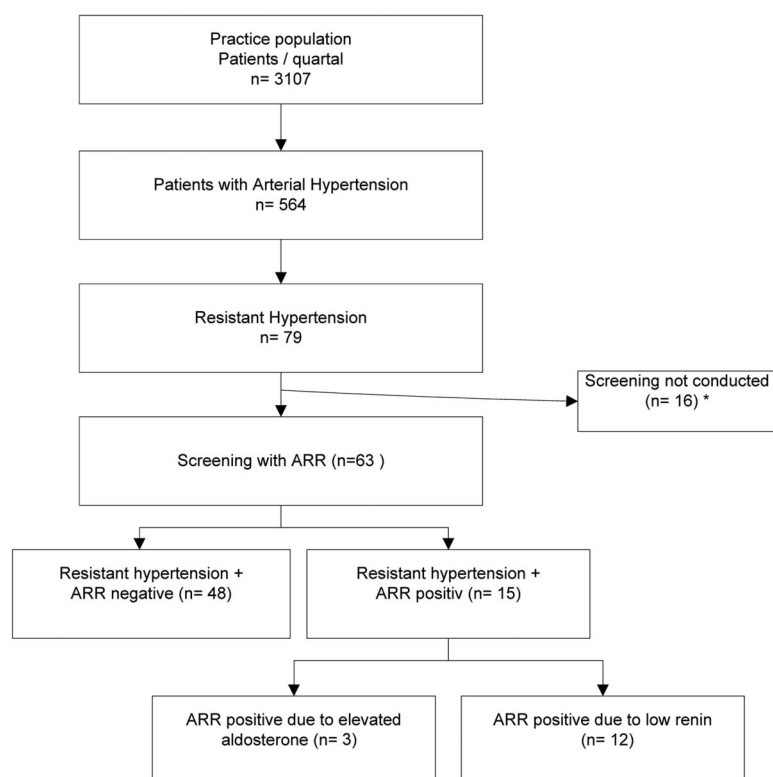 Practice population
Patients / quartal
n= 3107
Patients with Arterial Hypertension
n= 564
Resistant Hypertension
n= 79
Screening not conducted
(n= 16) *
Screening with ARR (n=63 )
Resistant hypertension +
ARR negative (n= 48)
Resistant hypertension +
ARR positiv (n= 15)
ARR positive due to elevated
aldosterone (n= 3)
ARR positive due to low renin
(n= 12)